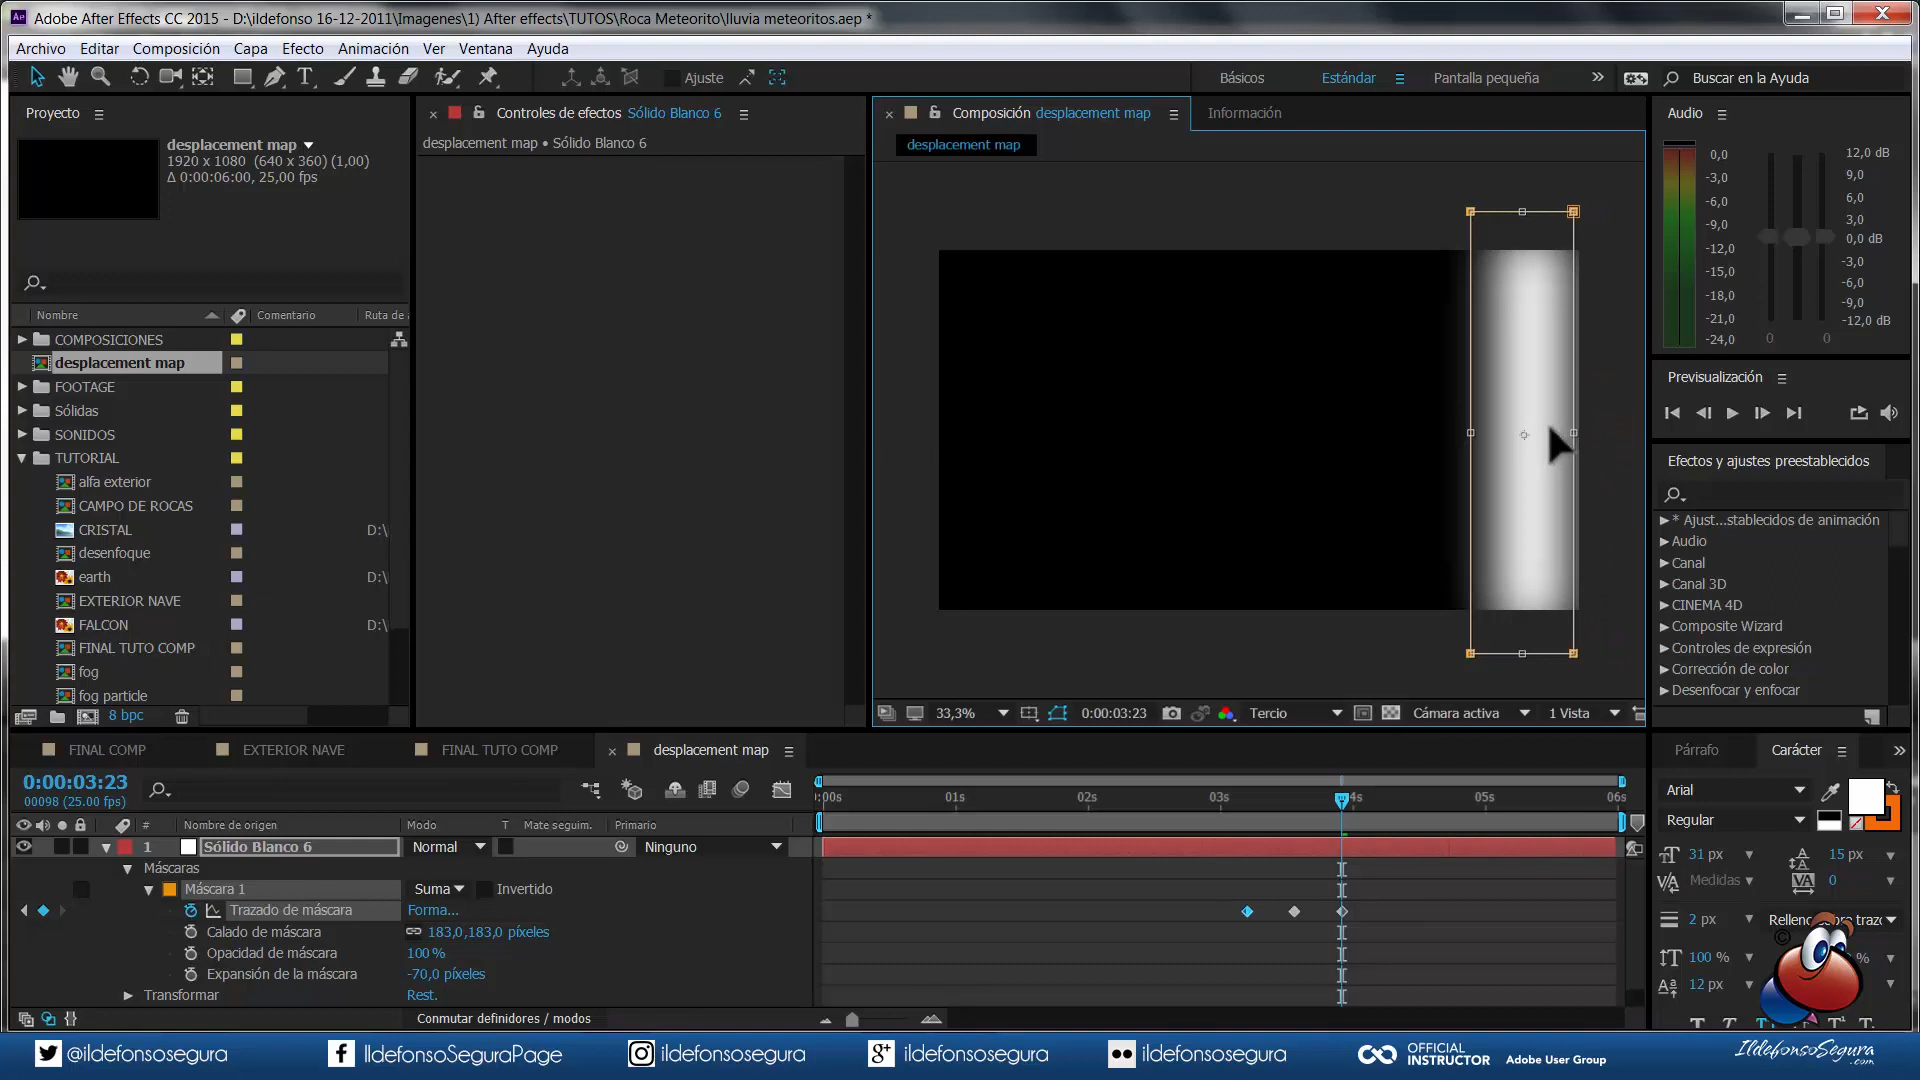 Adobe After Effects CC 2015 - D:\ildefonso 16-12-2011\Imagenes\1) After effects\TUTOS\Roca Meteorito\lluvia meteoritos.aep *
Archivo Editar Composición Capa Efecto Animación Ver Ventana Ayuda
Ajuste Básicos Estándar Pantalla pequeña Buscar en la Ayuda
Proyecto
desplacement map
1920 x 1080 (640 x 360) (1,00)
Δ 0:00:06:00, 25,00 fps
Nombre Comentario Ruta de a
COMPOSICIONES
desplacement map
FOOTAGE
Sólidas
SONIDOS
TUTORIAL
alfa exterior
CAMPO DE ROCAS
CRISTAL D:\
desenfoque
earth D:\
EXTERIOR NAVE
FALCON D:\
FINAL TUTO COMP
fog
fog particle
8 bpc
Controles de efectos Sólido Blanco 6
desplacement map • Sólido Blanco 6
Composición desplacement map Información
desplacement map
33,3% 0:00:03:23 Tercio Cámara activa 1 Vista
Audio
0,0
-3,0
-6,0
-9,0
-12,0
-15,0
-18,0
-21,0
-24,0
0 0
12,0 dB
9,0
6,0
3,0
0,0 dB
-3,0
-6,0
-9,0
-12,0 dB
Previsualización
Efectos y ajustes preestablecidos
* Ajust...stablecidos de animación
Audio
Canal
Canal 3D
CINEMA 4D
Composite Wizard
Controles de expresión
Corrección de color
Desenfocar y enfocar
FINAL COMP EXTERIOR NAVE FINAL TUTO COMP desplacement map
0:00:03:23
00098 (25.00 fps)
:00s 01s 02s 03s 4s 05s 06s
# Nombre de origen Modo T Mate seguim. Primario
1 Sólido Blanco 6 Normal Ninguno
Máscaras
Máscara 1 Suma Invertido
Trazado de máscara Forma...
Calado de máscara 183,0,183,0 píxeles
Opacidad de máscara 100 %
Expansión de la máscara -70,0 píxeles
Transformar Rest.
Conmutar definidores / modos
Párrafo Carácter
Arial
Regular
31 px 15 px
Medidas 0
2 px
100 % %
12 px
@ildefonsosegura IldefonsoSeguraPage ildefonsosegura ildefonsosegura ildefonsosegura
OFFICIAL
INSTRUCTOR Adobe User Group
IldefonsoSegura
.com